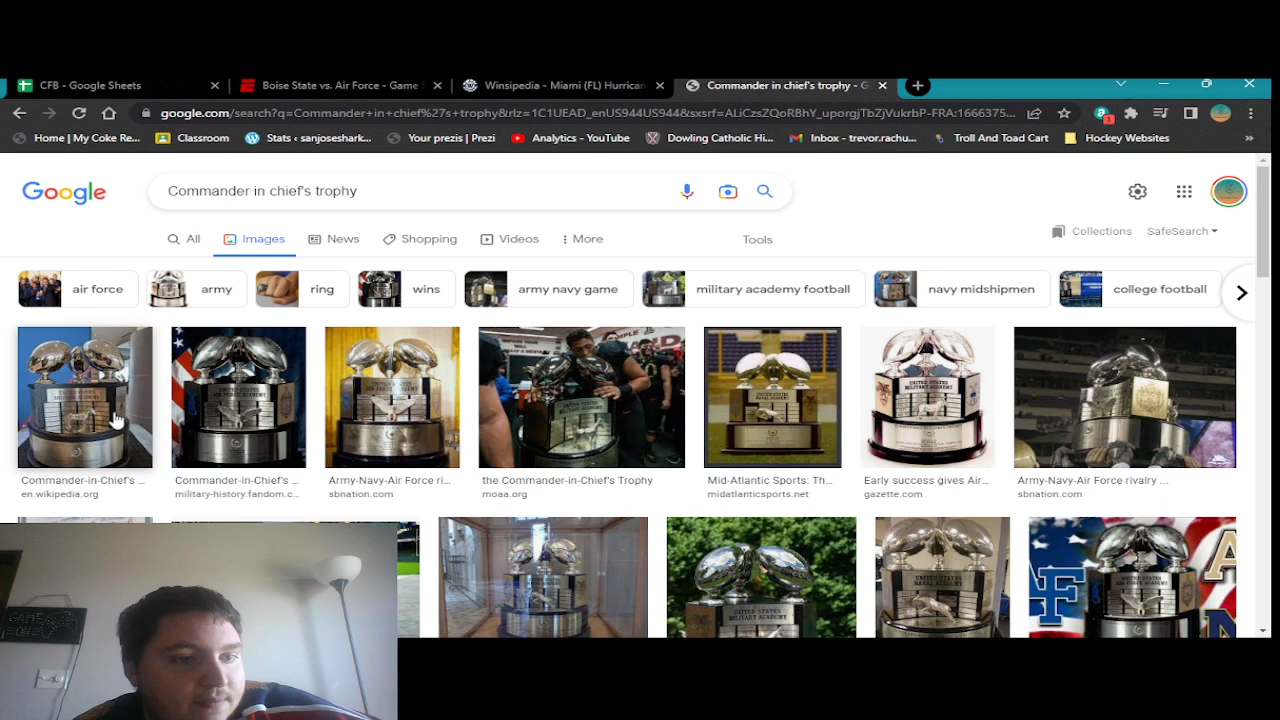 CFB - Google Sheets
Boise State vs. Air Force - Game S
Winsipedia - Miami (FL) Hurrican
Commander in chief's trophy - G
google.com/search?q=Commander+in+chief%27s+trophy&rlz=1C1UEAD_enUS944US944&sxsrf=ALiCzsZQoRBhY_uporgjTbZjVukrbP-FRA:1666375...
Home | My Coke Re...
Classroom
Stats ‹ sanjoseshark...
Your prezis | Prezi
Analytics - YouTube
Dowling Catholic Hi...
Inbox - trevor.rachu...
Troll And Toad Cart
Hockey Websites
Google
Commander in chief's trophy
All
Images
News
Shopping
Videos
More
Tools
Collections
SafeSearch
air force
army
ring
wins
army navy game
military academy football
navy midshipmen
college football
Commander-in-Chief's ...
en.wikipedia.org
Commander-in-Chief's ...
military-history.fandom.c...
Army-Navy-Air Force ri...
sbnation.com
the Commander-in-Chief's Trophy
moaa.org
Mid-Atlantic Sports: Th...
midatlanticsports.net
Early success gives Air...
gazette.com
Army-Navy-Air Force rivalry ...
sbnation.com
UNITED STATES
MILITARY ACADEMY
UNITED STATES
NAVAL ACADEMY
AF
A
N